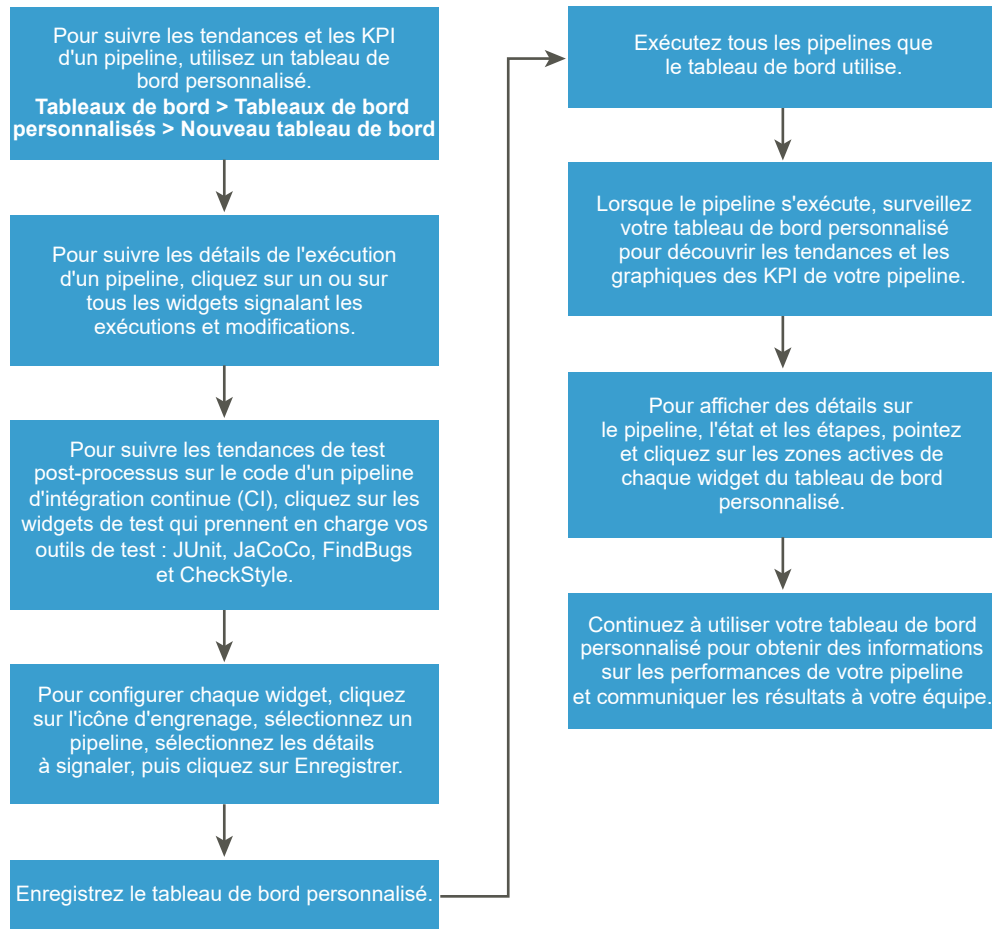 Pour suivre les tendances et les KPI
d'un pipeline, utilisez un tableau de
bord personnalisé.
Tableaux de bord > Tableaux de bord
personnalisés > Nouveau tableau de bord
Pour suivre les détails de l'exécution
d'un pipeline, cliquez sur un ou sur
tous les widgets signalant les
exécutions et modifications.
Pour suivre les tendances de test
post-processus sur le code d'un pipeline
d'intégration continue (CI), cliquez sur les
widgets de test qui prennent en charge vos
outils de test : JUnit, JaCoCo, FindBugs
et CheckStyle.
Pour configurer chaque widget, cliquez
sur l'icône d'engrenage, sélectionnez un
pipeline, sélectionnez les détails
à signaler, puis cliquez sur Enregistrer.
Enregistrez le tableau de bord personnalisé.
Exécutez tous les pipelines que
le tableau de bord utilise.
Lorsque le pipeline s'exécute, surveillez
votre tableau de bord personnalisé
pour découvrir les tendances et les
graphiques des KPI de votre pipeline.
Pour afficher des détails sur
le pipeline, l'état et les étapes, pointez
et cliquez sur les zones actives de
chaque widget du tableau de bord
personnalisé.
Continuez à utiliser votre tableau de bord
personnalisé pour obtenir des informations
sur les performances de votre pipeline
et communiquer les résultats à votre équipe.